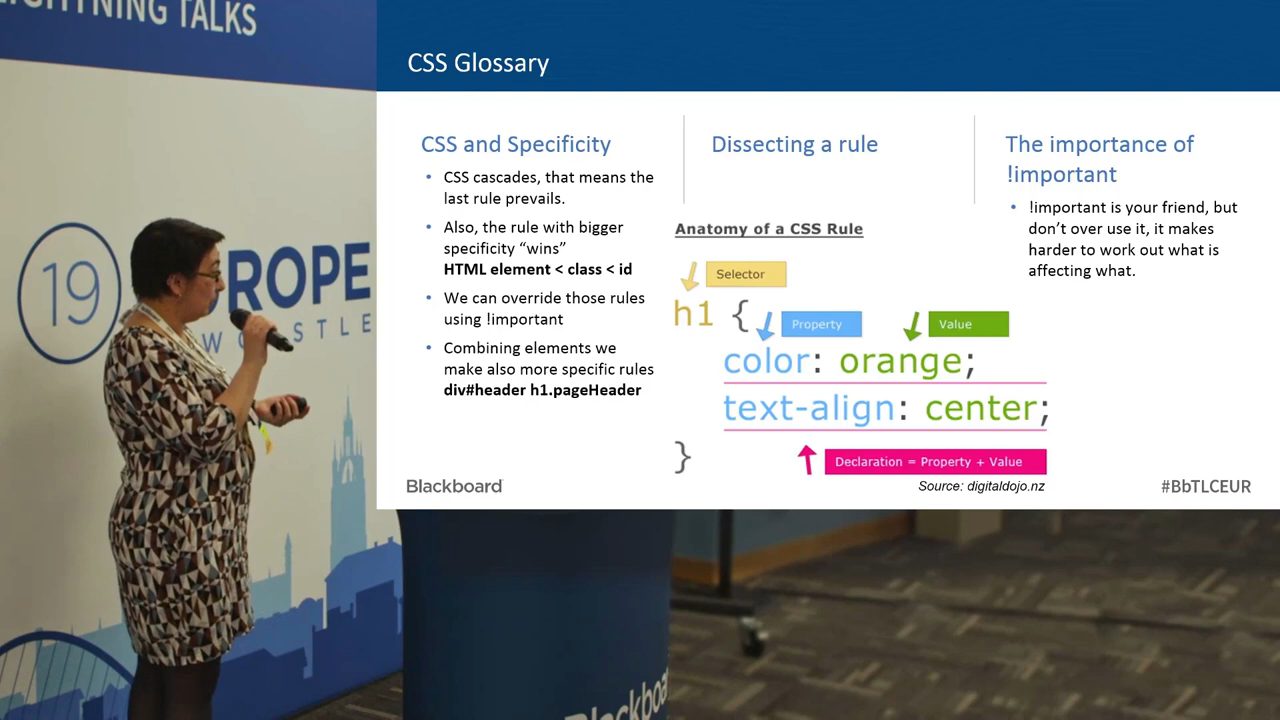 LIGHTNING TALKS
19
ROPE
CSS Glossary
CSS and Specificity
• CSS cascades, that means the
last rule prevails.
• Also, the rule with bigger
specificity “wins”
HTML element < class < id
• We can override those rules
using !important
• Combining elements we
make also more specific rules
div#header h1.pageHeader
Dissecting a rule
Anatomy of a CSS Rule
Selector
h1 {
Property
Value
color: orange;
text-align: center;
}
Declaration = Property + Value
Source: digitaldojo.nz
The importance of
!important
• !important is your friend, but
don’t over use it, it makes
harder to work out what is
affecting what.
Blackboard
#BbTLCEUR
Blackboa